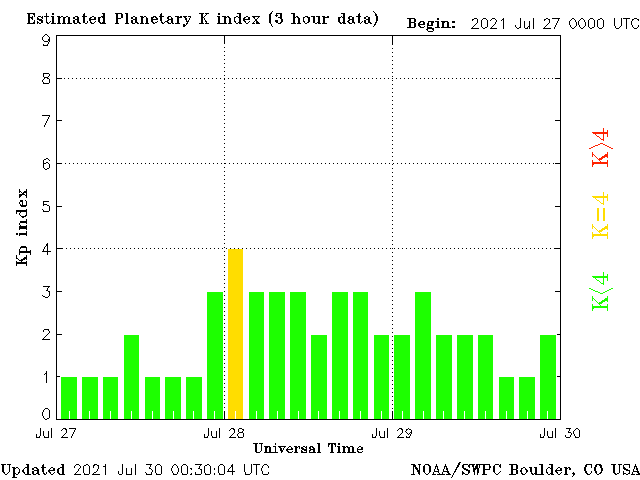 Estimated Planetary K index (3 hour data) Begin: 2021 Jul 27 0000 UTC
9
8
7
6
5
4
3
2
1
0
Kp index
K>4
K=4
K<4
Jul 27 Jul 28 Jul 29 Jul 30
Universal Time
Updated 2021 Jul 30 00:30:04 UTC NOAA/SWPC Boulder, CO USA